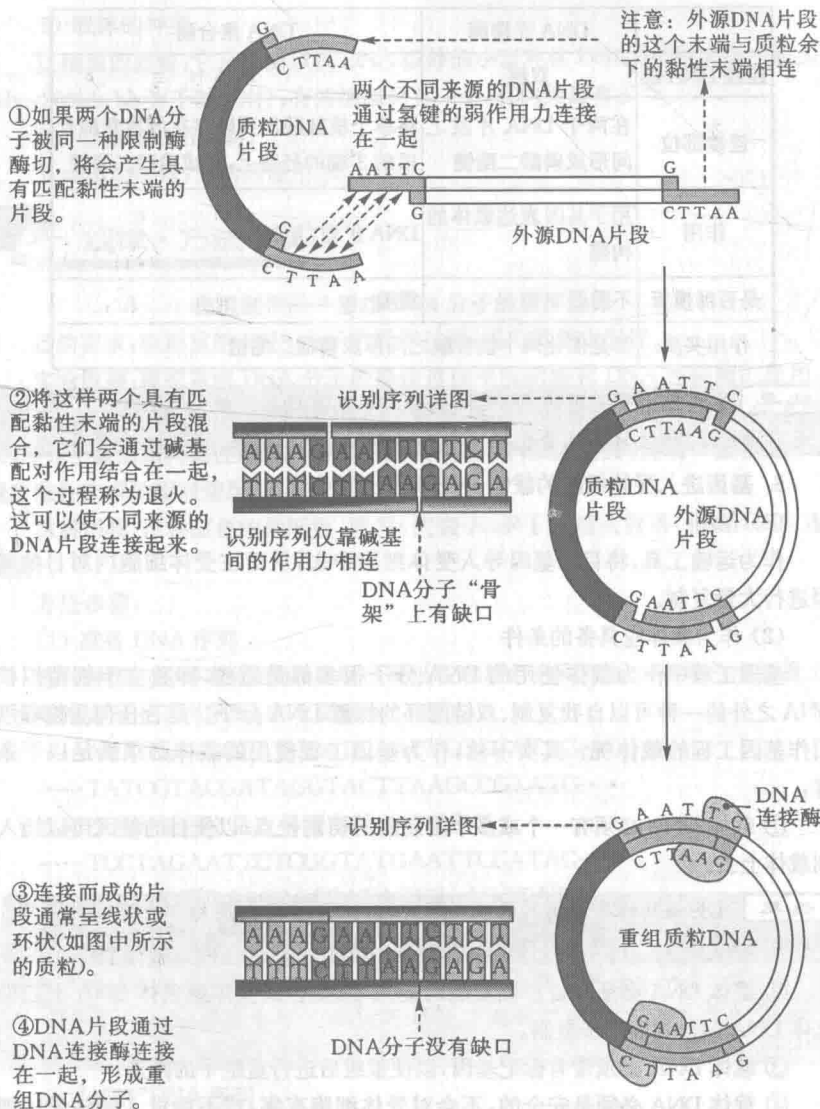 注意：外源DNA片段
的这个末端与质粒余
下的黏性末端相连
G
CTTAA
两个不同来源的DNA片段
通过氢键的弱作用力连接
在一起
①如果两个DNA分
子被同一种限制酶
酶切，将会产生具
有匹配黏性末端的
片段。
质粒DNA
片段
AATTC
G
G
CTTAA
外源DNA片段
G
CTTAA
②将这样两个具有匹
配黏性末端的片段混
合，它们会通过碱基
配对作用结合在一起，
这个过程称为退火。
这可以使不同来源的
DNA片段连接起来。
识别序列详图
AAAGAATTCTCT
TTTCTTAAGAGA
识别序列仅靠碱基
间的作用力相连
DNA分子“骨
架”上有缺口
GAATTC
CTTAAG
质粒DNA
片段
外源DNA
片段
GAATTC
CTTAAG
③连接而成的片
段通常呈线状或
环状(如图中所示
的质粒)。
④DNA片段通过
DNA连接酶连接
在一起，形成重
组DNA分子。
识别序列详图
AAAGAATTCTCT
TTTCTTAAGAGA
DNA分子没有缺口
GAATTC
CTTAAG
DNA
连接酶
重组质粒DNA
GAATTC
CTTAAG